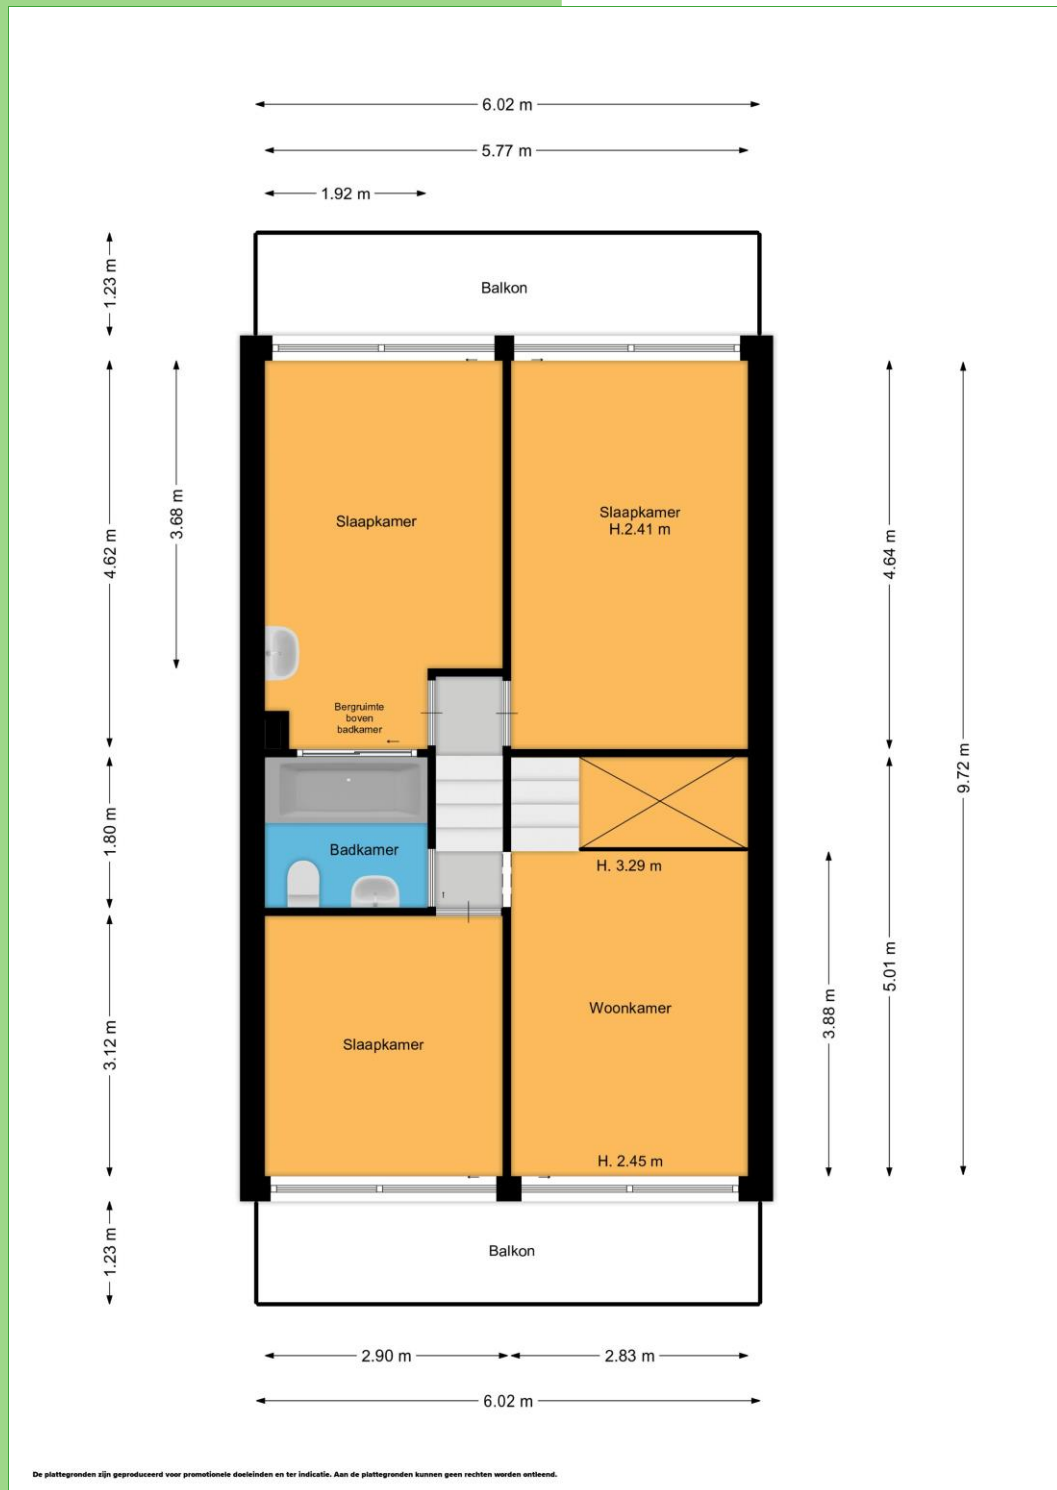 6.02 m
5.77 m
1.92 m
1.23 m
Balkon
3.68 m
4.62 m
Slaapkamer
Slaapkamer
H.2.41 m
4.64 m
Bergruimte
boven
badkamer
9.72 m
1.80 m
Badkamer
H. 3.29 m
5.01 m
3.88 m
3.12 m
Slaapkamer
Woonkamer
H. 2.45 m
1.23 m
Balkon
2.90 m
2.83 m
6.02 m
De plattegronden zijn geproduceerd voor promotionele doeleinden en ter indicatie. Aan de plattegronden kunnen geen rechten worden ontleend.